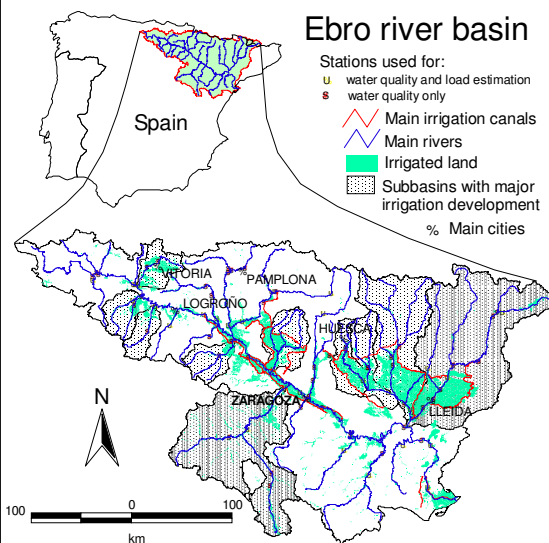 Ebro river basin
Stations used for:
U water quality and load estimation
S water quality only
Main irrigation canals
Main rivers
Irrigated land
Subbasins with major
irrigation development
% Main cities
Spain
VITORIA
PAMPLONA
LOGROÑO
HUESCA
ZARAGOZA
LLEIDA
N
100 0 100
km